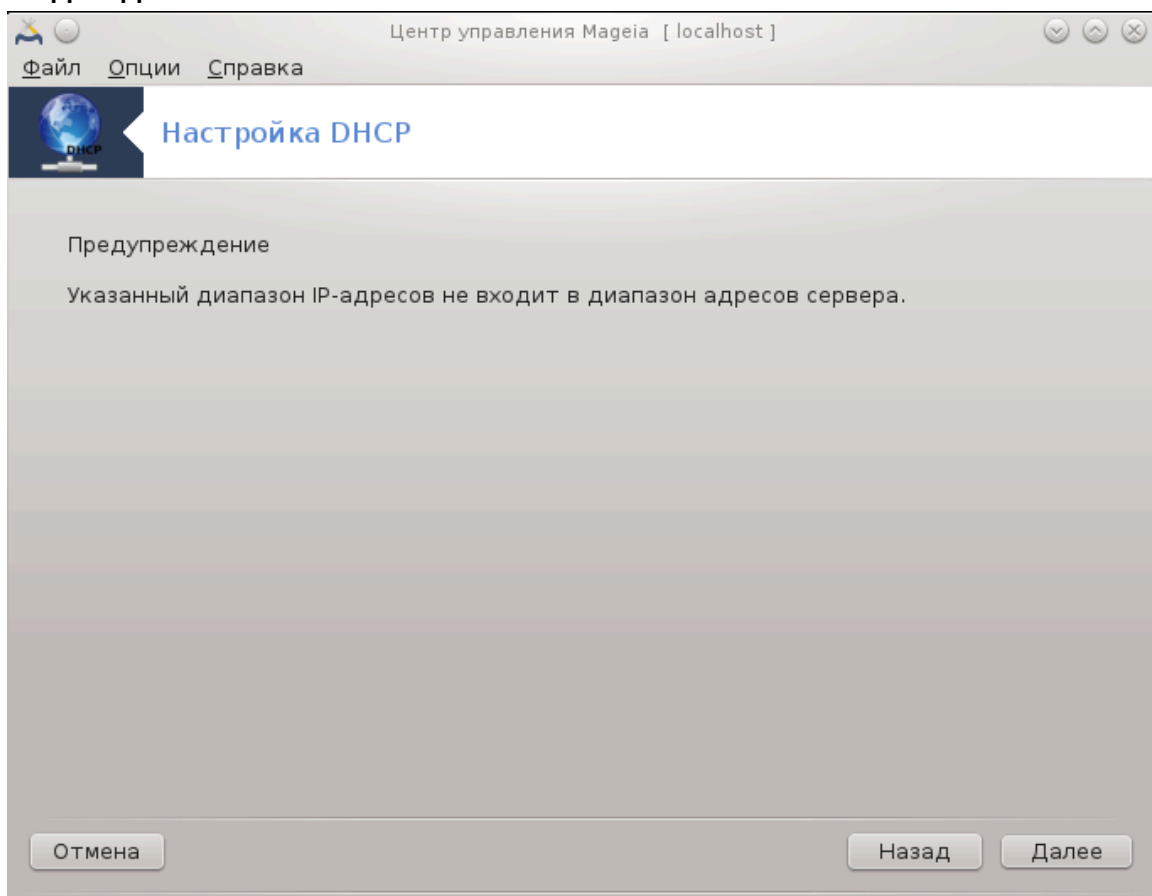 Центр управления Mageia [ localhost ]
Файл Опции Справка
DHCP
Настройка DHCP
Предупреждение
Указанный диапазон IP-адресов не входит в диапазон адресов сервера.
Отмена Назад Далее